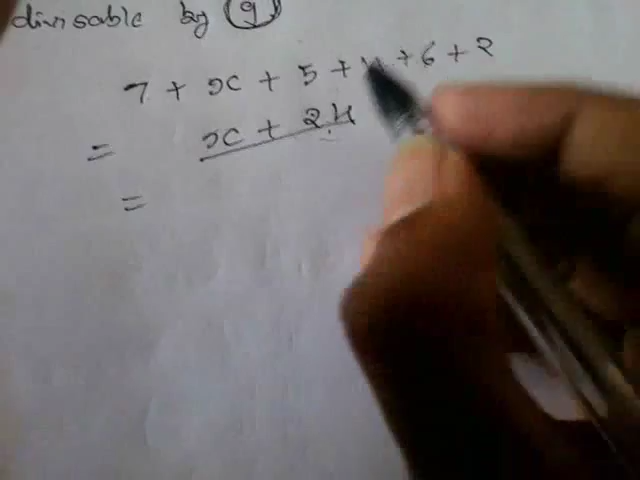 divisable by 9
7 + x + 5 + 4 + 6 + 2
= x + 24
=